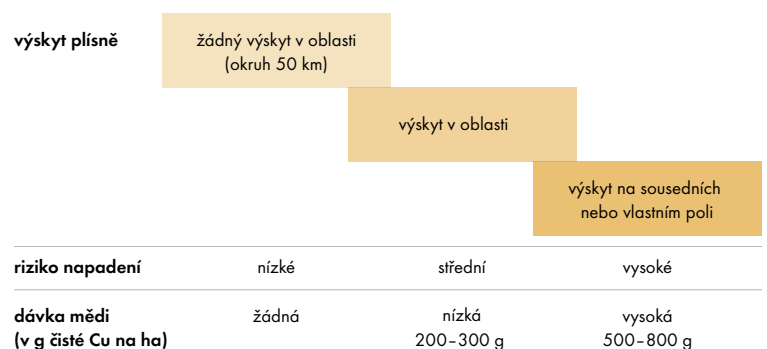 výskyt plísně
žádný výskyt v oblasti
(okruh 50 km)
výskyt v oblasti
výskyt na sousedních
nebo vlastním poli
riziko napadení nízké střední vysoké
dávka mědi žádná nízká vysoká
(v g čisté Cu na ha) 200–300 g 500–800 g